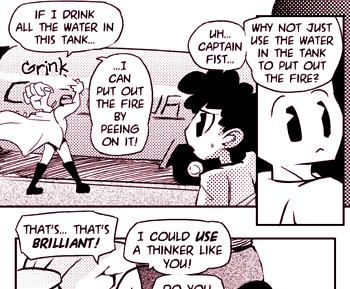 IF I DRINK
ALL THE WATER IN
THIS TANK...
Grink
...I
CAN
PUT OUT
THE FIRE
BY
PEEING
ON IT!
UH...
CAPTAIN
FIST...
WHY NOT JUST
USE THE WATER
IN THE TANK
TO PUT OUT
THE FIRE?
THAT'S... THAT'S
BRILLIANT!
I COULD USE
A THINKER LIKE
YOU!
DO YOU